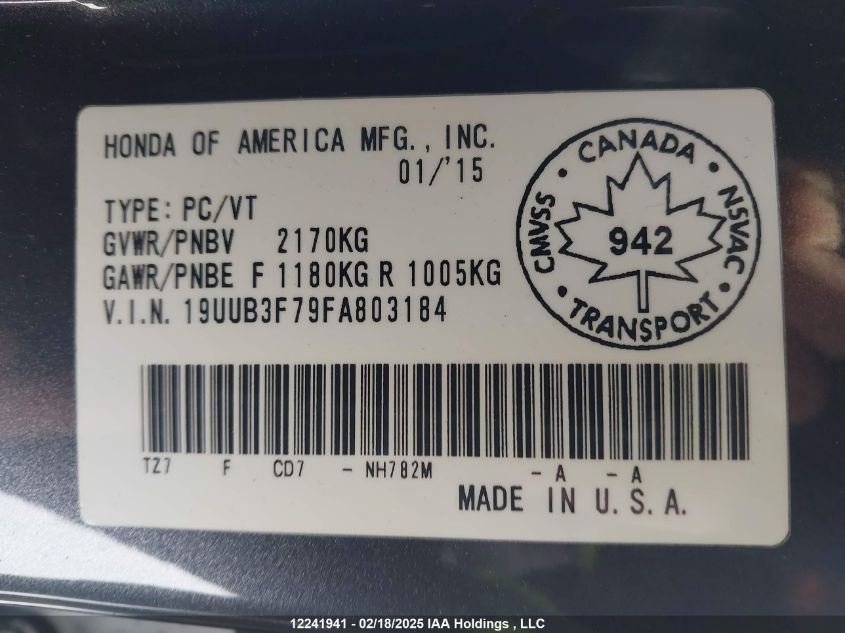 HONDA OF AMERICA MFG., INC.
01/'15
TYPE: PC/VT
GVWR/PNBV 2170KG
GAWR/PNBE F 1180KG R 1005KG
V.I.N. 19UUB3F79FA803184
CANADA
CMVSS
NSVAC
942
TRANSPORT
TZ7 F CD7 - NH782M - A - A
MADE IN U.S.A.
12241941 - 02/18/2025 IAA Holdings , LLC